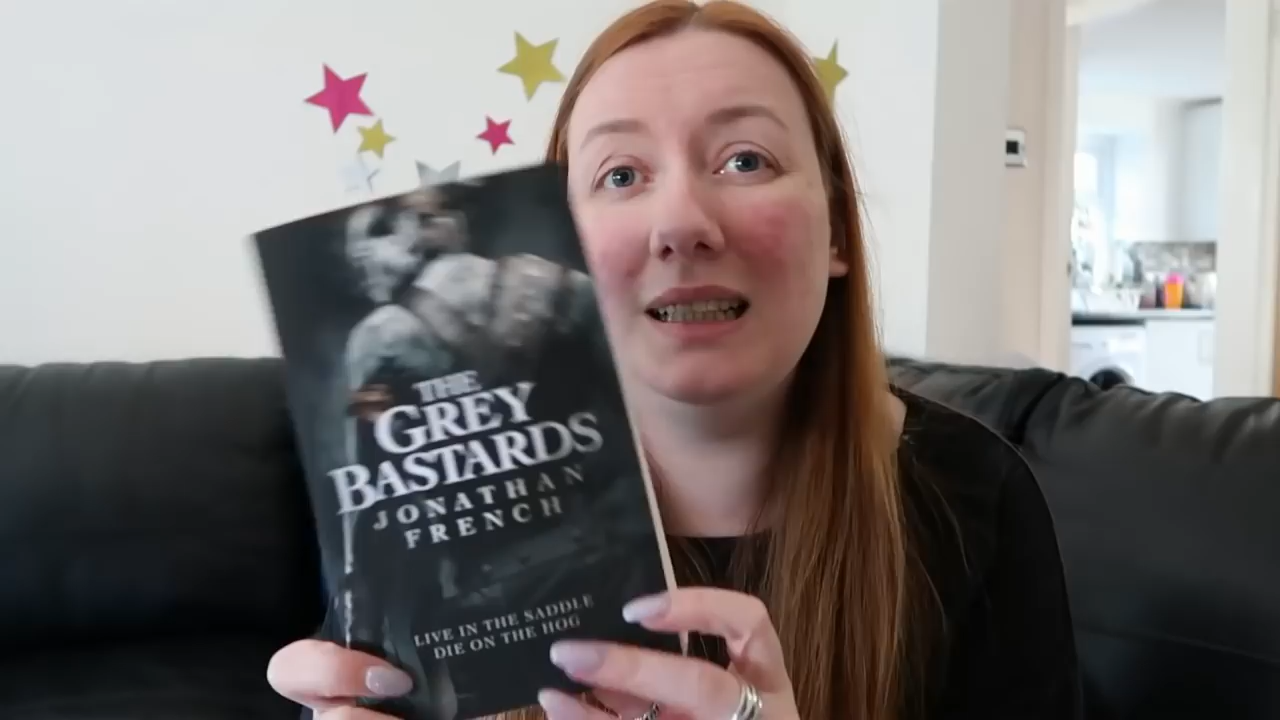 THE
GREY
BASTARDS
JONATHAN
FRENCH
LIVE IN THE SADDLE
DIE ON THE HOG